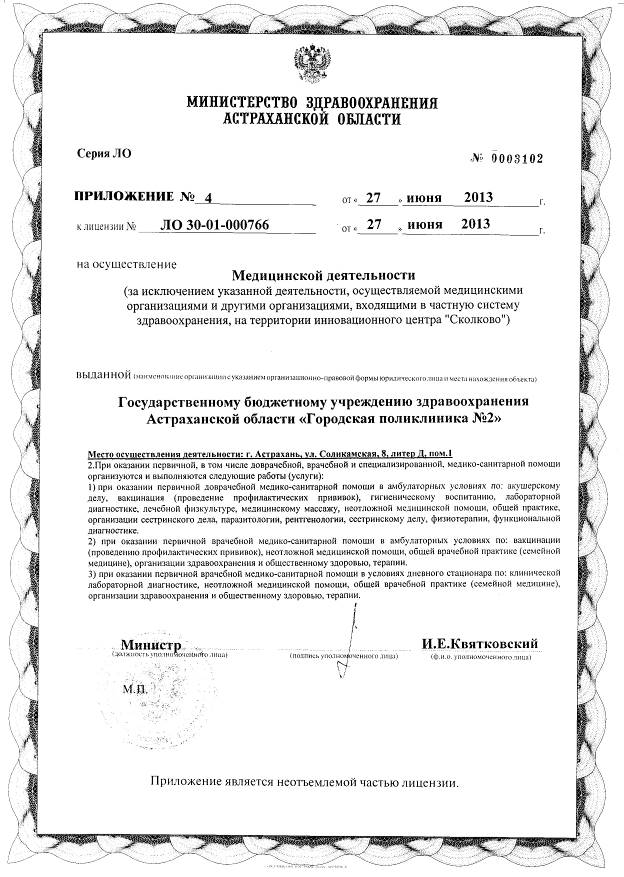 МИНИСТЕРСТВО ЗДРАВООХРАНЕНИЯ
АСТРАХАНСКОЙ ОБЛАСТИ
Серия ЛО
№ 0003102
ПРИЛОЖЕНИЕ № 4 от « 27 » июня 2013 г.
к лицензии № ЛО 30-01-000766 от « 27 » июня 2013 г.
на осуществление
Медицинской деятельности
(за исключением указанной деятельности, осуществляемой медицинскими
организациями и другими организациями, входящими в частную систему
здравоохранения, на территории инновационного центра "Сколково")
выданной (наименование организации с указанием организационно-правовой формы юридического лица и места нахождения объекта)
Государственному бюджетному учреждению здравоохранения
Астраханской области «Городская поликлиника №2»
Место осуществления деятельности: г. Астрахань, ул. Соликамская, 8, литер Д, пом.1
2.При оказании первичной, в том числе доврачебной, врачебной и специализированной, медико-санитарной помощи
организуются и выполняются следующие работы (услуги):
1) при оказании первичной доврачебной медико-санитарной помощи в амбулаторных условиях по: акушерскому
делу, вакцинация (проведение профилактических прививок), гигиеническому воспитанию, лабораторной
диагностике, лечебной физкультуре, медицинскому массажу, неотложной медицинской помощи, общей практике,
организации сестринского дела, паразитологии, рентгенологии, сестринскому делу, физиотерапии, функциональной
диагностике.
2) при оказании первичной врачебной медико-санитарной помощи в амбулаторных условиях по: вакцинации
(проведению профилактических прививок), неотложной медицинской помощи, общей врачебной практике (семейной
медицине), организации здравоохранения и общественному здоровью, терапии.
3) при оказании первичной врачебной медико-санитарной помощи в условиях дневного стационара по: клинической
лабораторной диагностике, неотложной медицинской помощи, общей врачебной практике (семейной медицине),
организации здравоохранения и общественному здоровью, терапии.
Министр И.Е.Квятковский
(должность уполномоченного лица) (подпись уполномоченного лица) (ф.и.о. уполномоченного лица)
М.П.
Приложение является неотъемлемой частью лицензии.